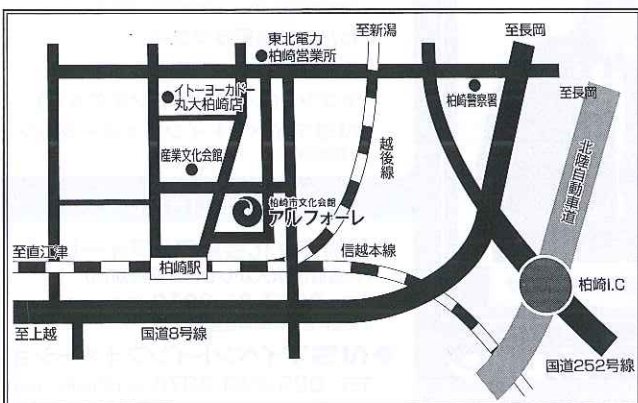 東北電力
柏崎営業所
至新潟
至長岡
イトーヨーカドー
丸大柏崎店
柏崎警察署
至長岡
産業文化会館
越後線
北陸自動車道
柏崎市文化会館
アルフォーレ
至直江津
柏崎駅
信越本線
柏崎I.C
至上越
国道8号線
国道252号線